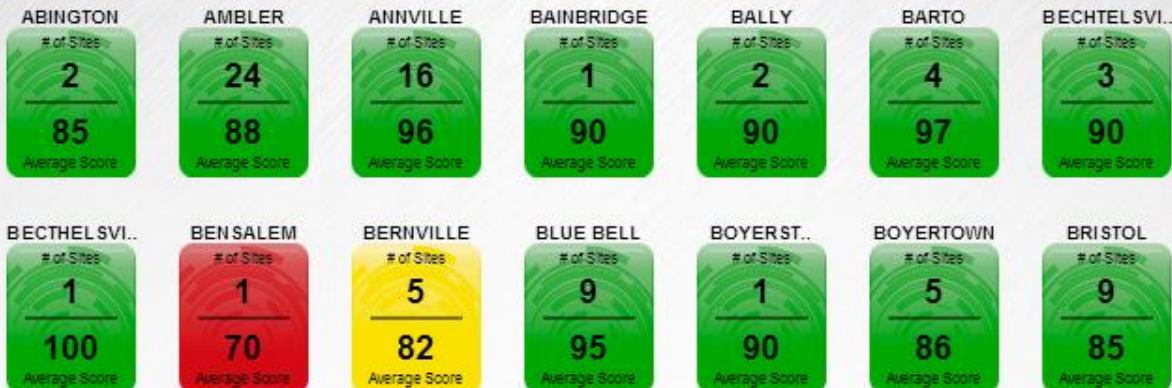 ABINGTON AMBLER ANNVILLE BAINBRIDGE BALLY BARTO BECHTELSVI..
# of Sites # of Sites # of Sites # of Sites # of Sites # of Sites # of Sites
2 24 16 1 2 4 3
85 88 96 90 90 97 90
Average Score Average Score Average Score Average Score Average Score Average Score Average Score
BECTHELSVI.. BENSALEM BERNVILLE BLUE BELL BOYERST.. BOYERTOWN BRISTOL
# of Sites # of Sites # of Sites # of Sites # of Sites # of Sites # of Sites
1 1 5 9 1 5 9
100 70 82 95 90 86 85
Average Score Average Score Average Score Average Score Average Score Average Score Average Score